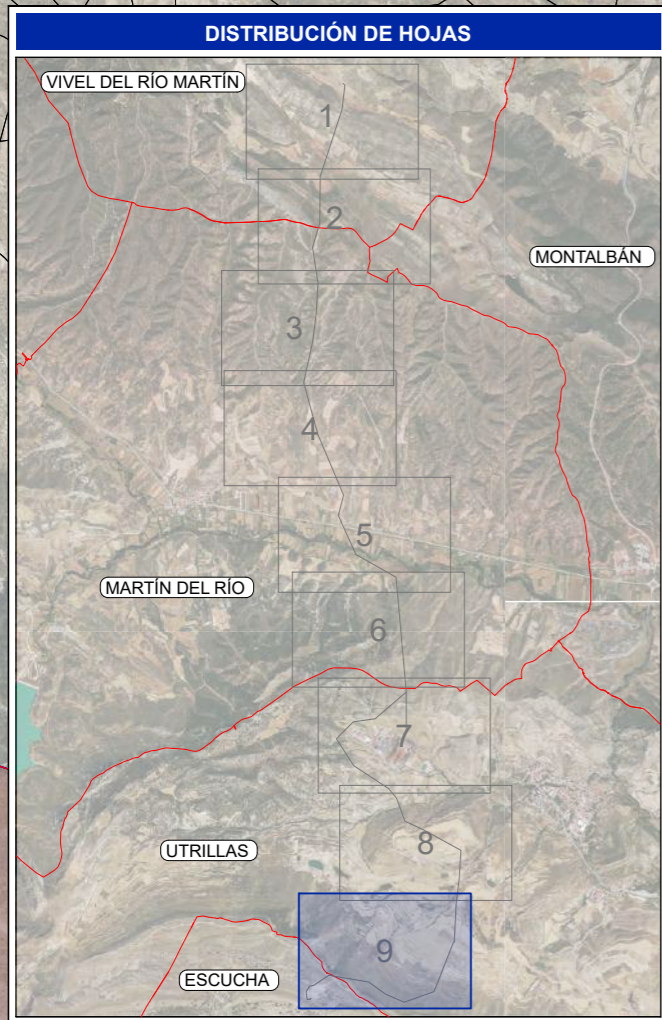 DISTRIBUCIÓN DE HOJAS
VIVEL DEL RÍO MARTÍN
1
2
MONTALBÁN
3
4
5
MARTÍN DEL RÍO
6
7
8
UTRILLAS
9
ESCUCHA